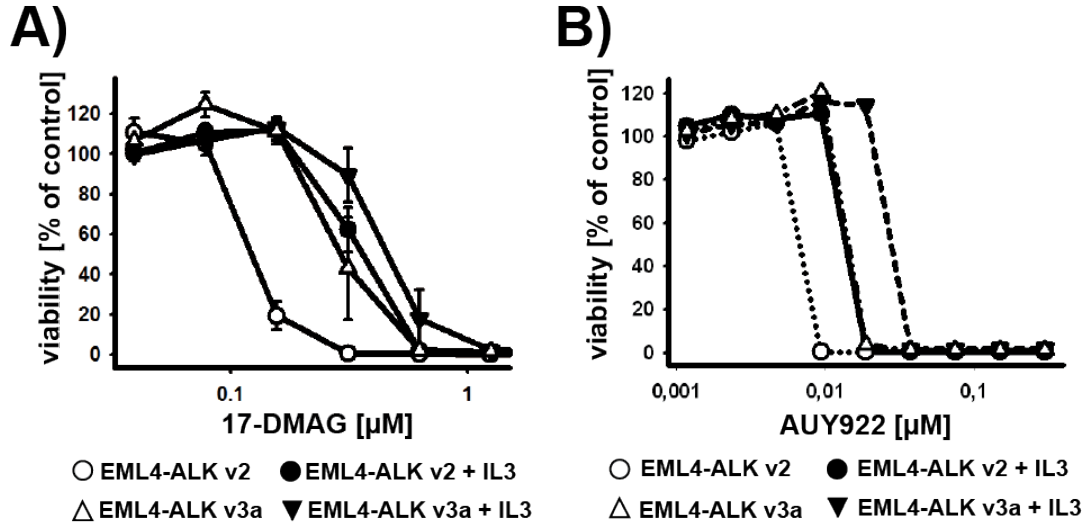 A)
B)
viability [% of control]
120
100
80
60
40
20
0
0.1
1
17-DMAG [µM]
viability [% of control]
120
100
80
60
40
20
0
0,001
0,01
0,1
AUY922 [µM]
EML4-ALK v2
EML4-ALK v2 + IL3
EML4-ALK v3a
EML4-ALK v3a + IL3
EML4-ALK v2
EML4-ALK v2 + IL3
EML4-ALK v3a
EML4-ALK v3a + IL3